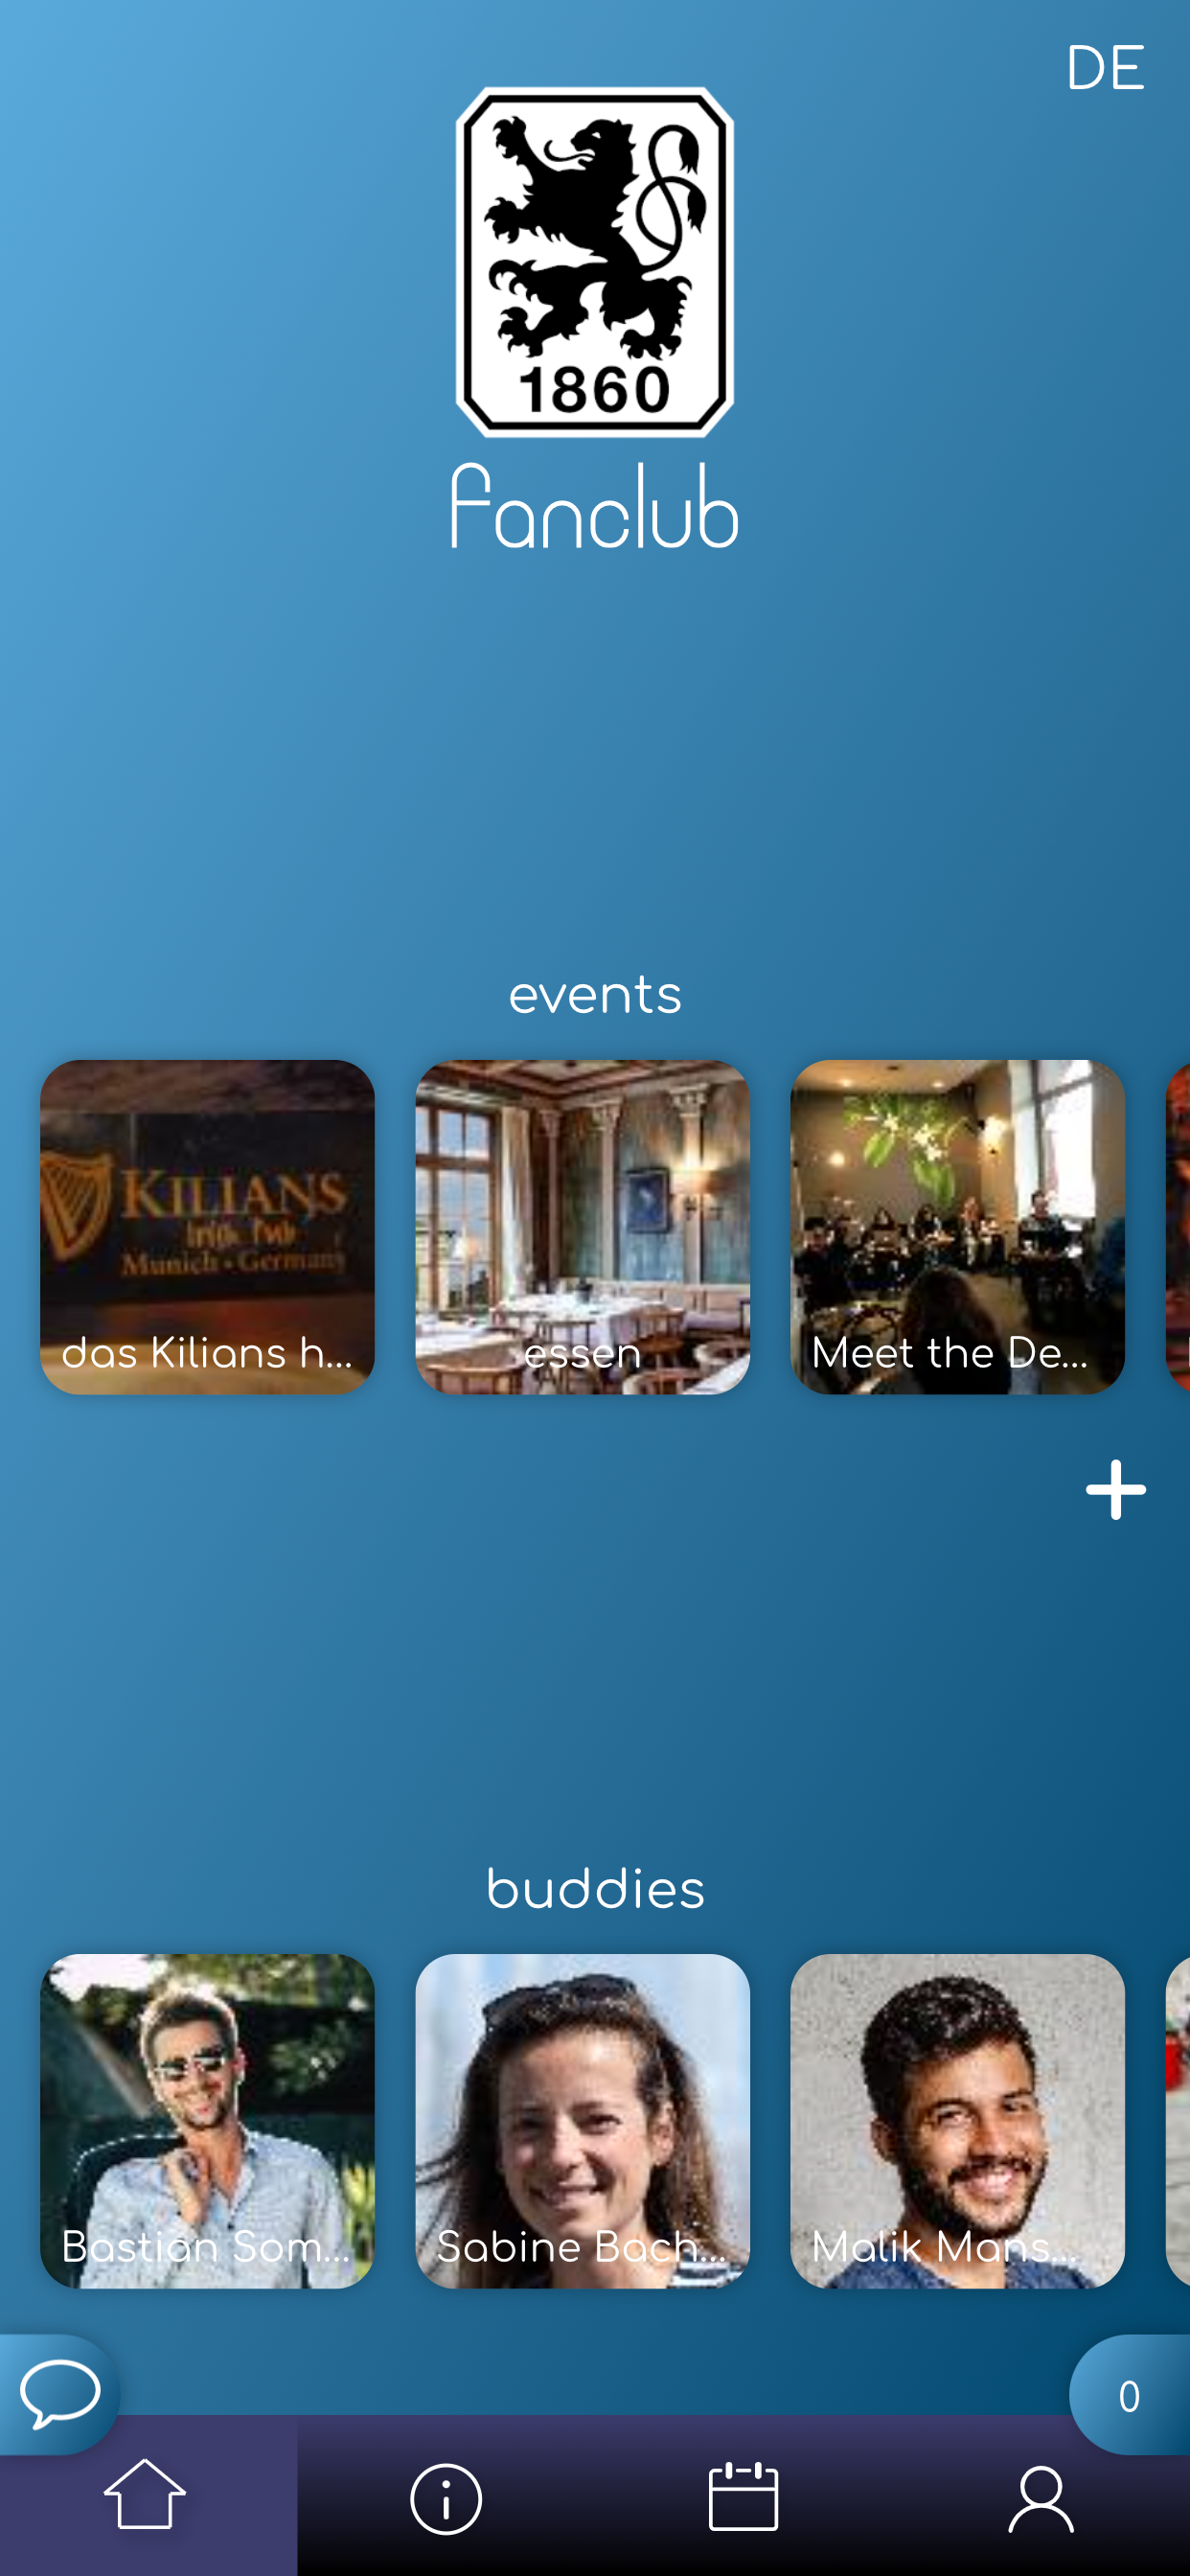 DE
1860
fanclub
events
KILIANS
Irish Pub
Munich • Germany
das Kilians h...
essen
Meet the De...
buddies
Bastian Som...
Sabine Bach...
Malik Mans...
0